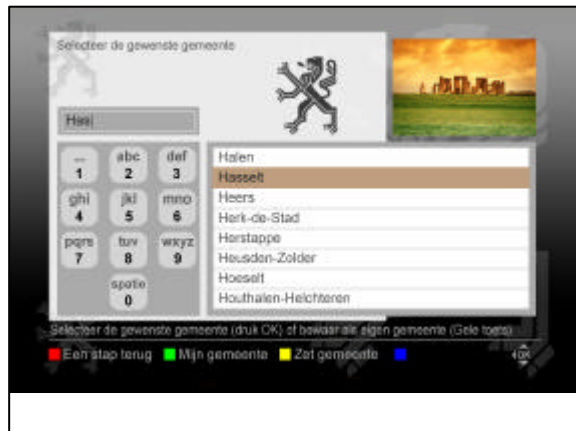 Selecteer de gewenste gemeente
Has
... abc def
1 2 3
ghi jkl mno
4 5 6
pqrs tuv wxyz
7 8 9
spatie
0
Halen
Hasselt
Heers
Herk-de-Stad
Herstappe
Heusden-Zolder
Hoeselt
Houthalen-Helchteren
Selecteer de gewenste gemeente (druk OK) of bewaar als eigen gemeente (Gele toets)
Een stap terug Mijn gemeente Zet gemeente OK